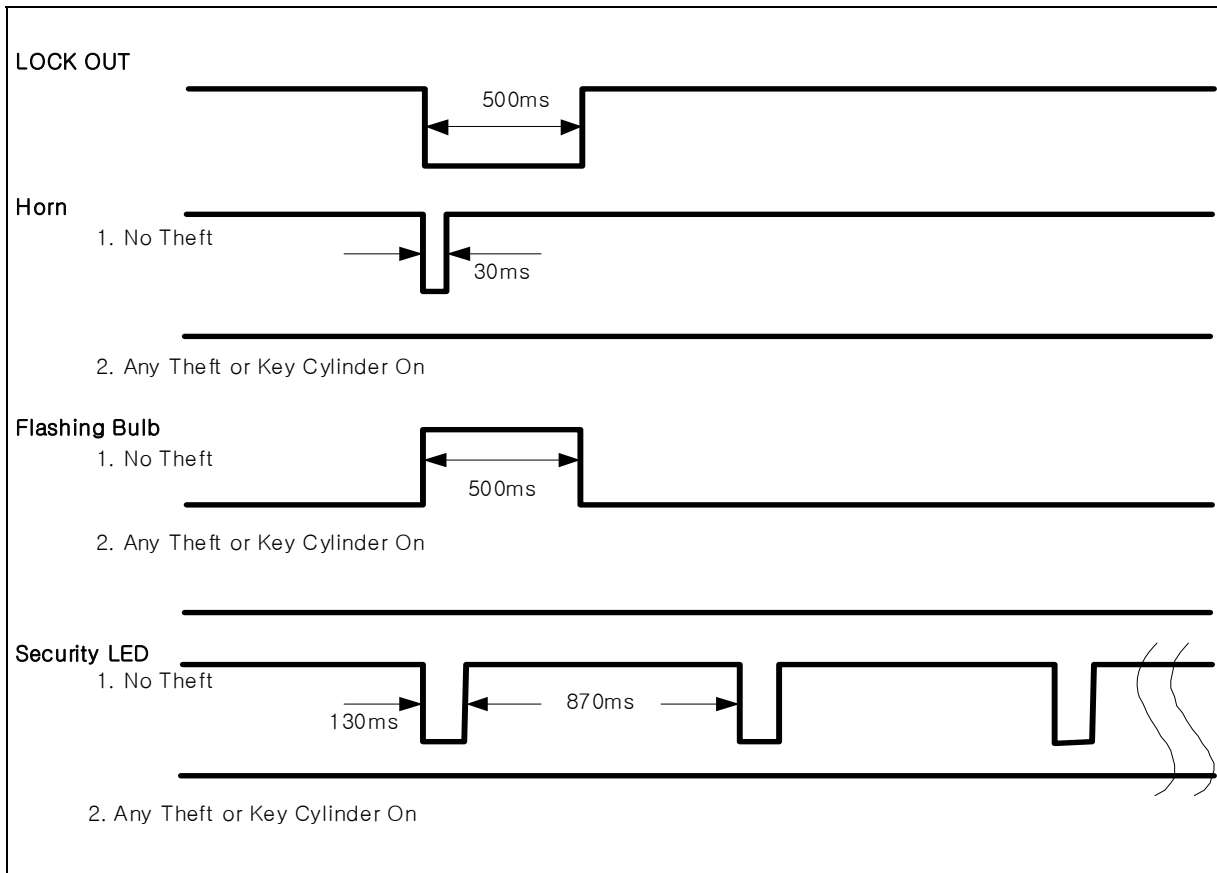 LOCK OUT
500ms
Horn
1. No Theft
30ms
2. Any Theft or Key Cylinder On
Flashing Bulb
1. No Theft
500ms
2. Any Theft or Key Cylinder On
Security LED
1. No Theft
130ms
870ms
2. Any Theft or Key Cylinder On